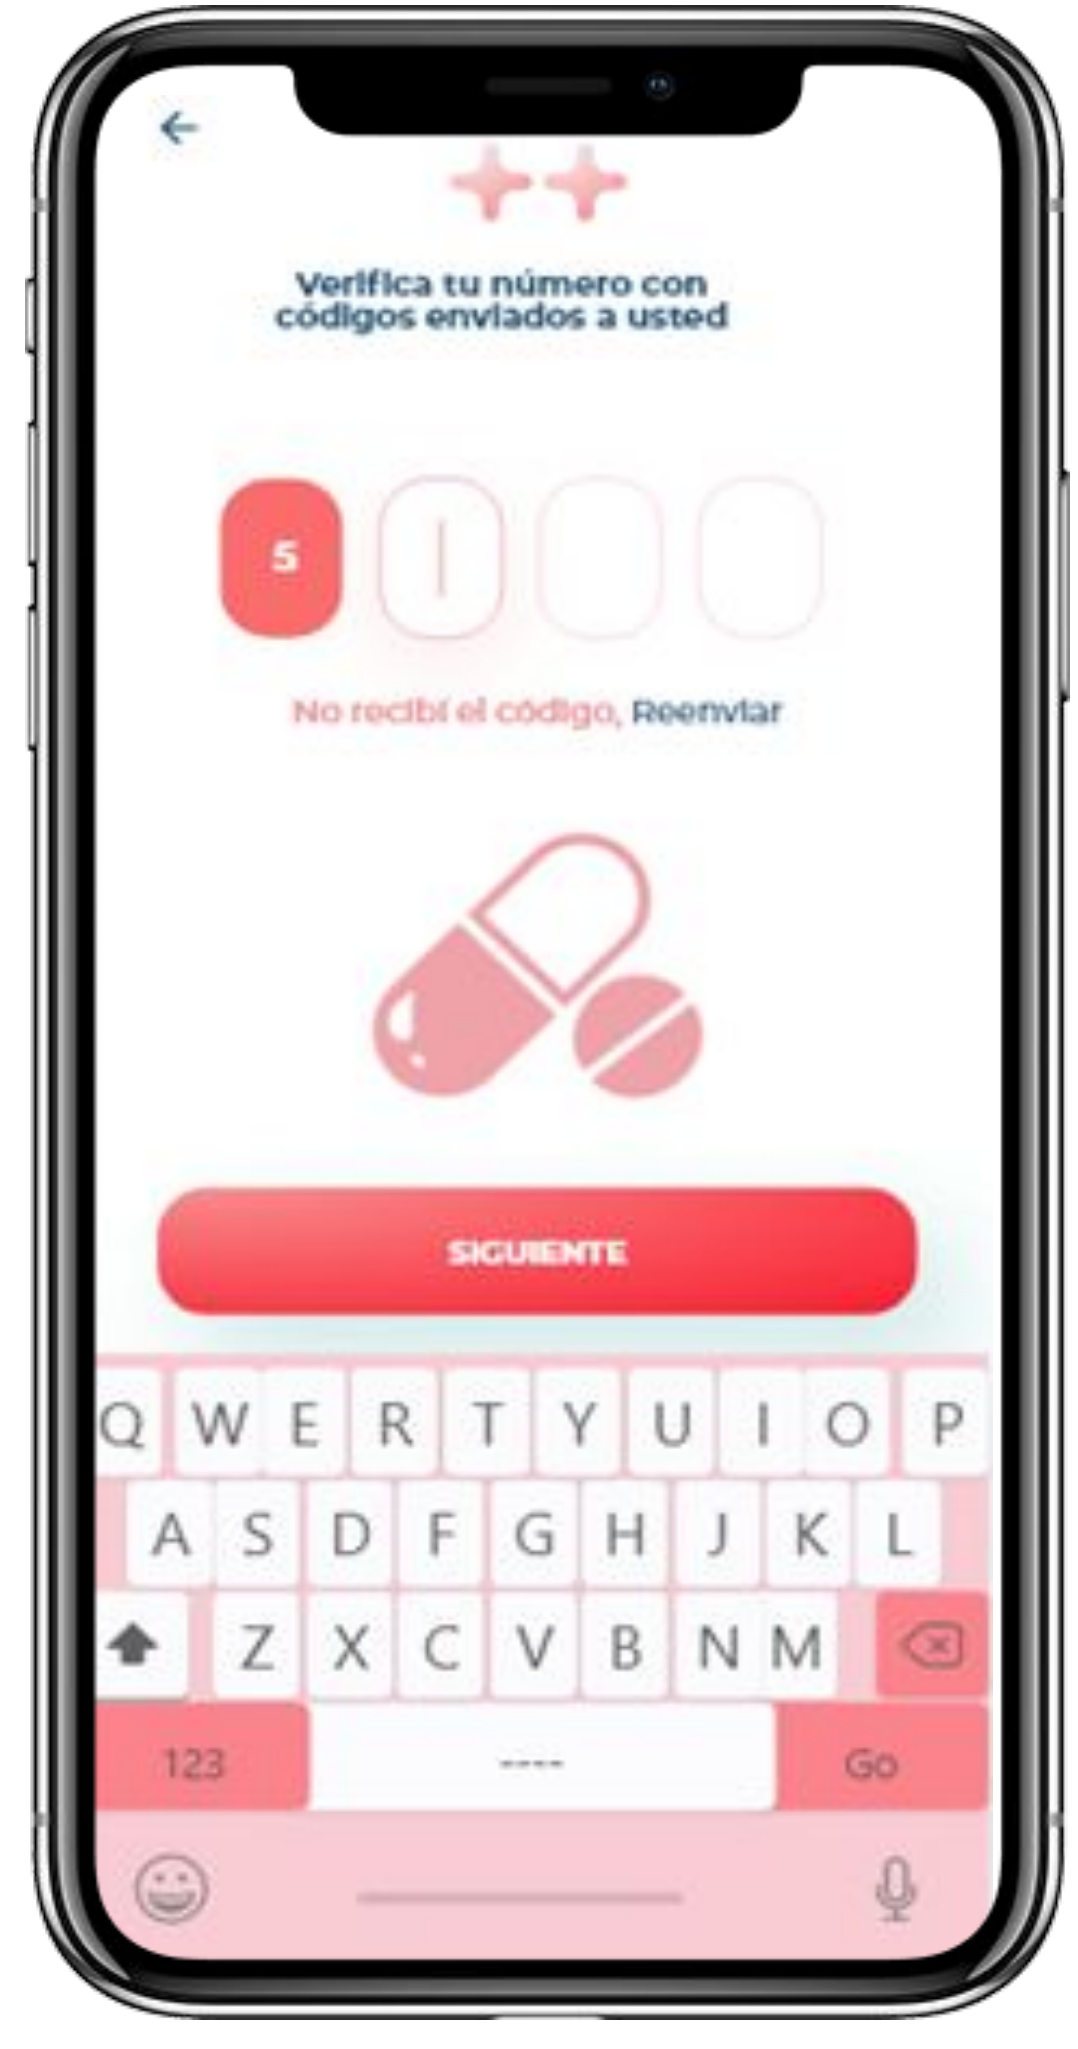 Verifica tu número con
códigos enviados a usted
5
No recibí el código, Reenviar
SIGUIENTE
Q W E R T Y U I O P
A S D F G H J K L
Z X C V B N M
123 ---- Go